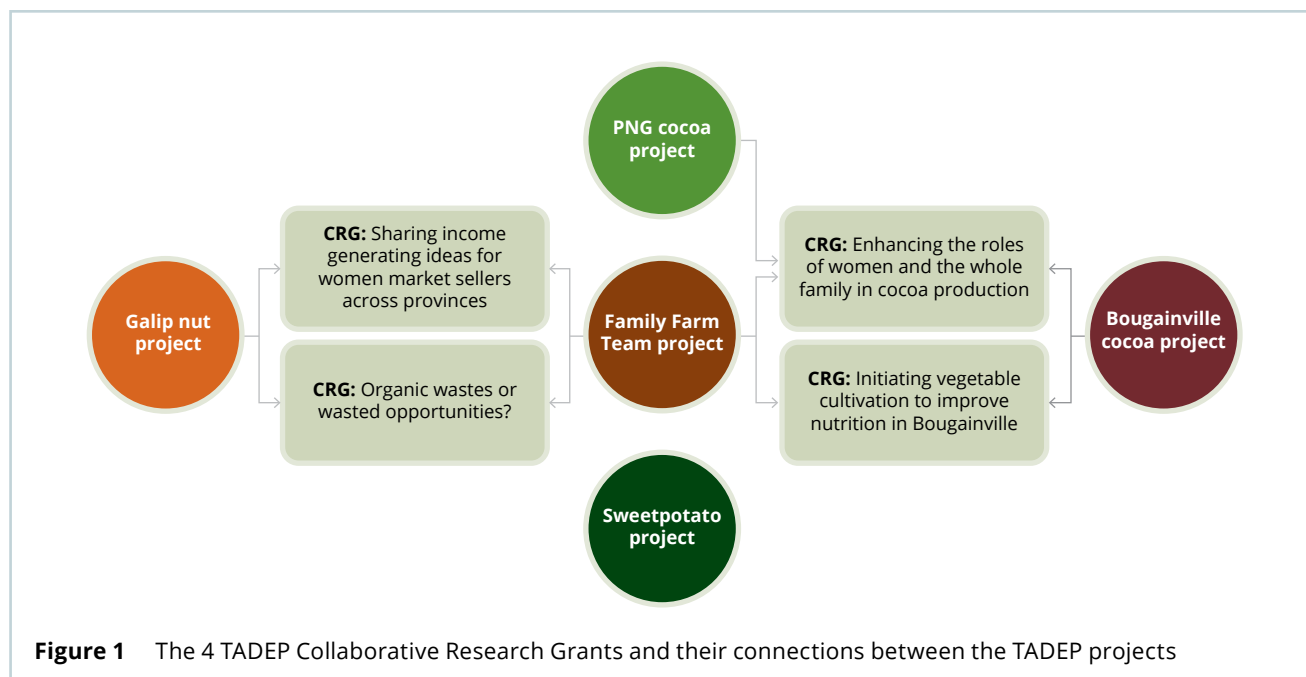 PNG cocoa
project
CRG: Sharing income
generating ideas for
women market sellers
across provinces
CRG: Enhancing the roles
of women and the whole
family in cocoa production
Galip nut
project
Family Farm
Team project
Bougainville
cocoa project
CRG: Organic wastes or
wasted opportunities?
CRG: Initiating vegetable
cultivation to improve
nutrition in Bougainville
Sweetpotato
project
Figure 1 The 4 TADEP Collaborative Research Grants and their connections between the TADEP projects